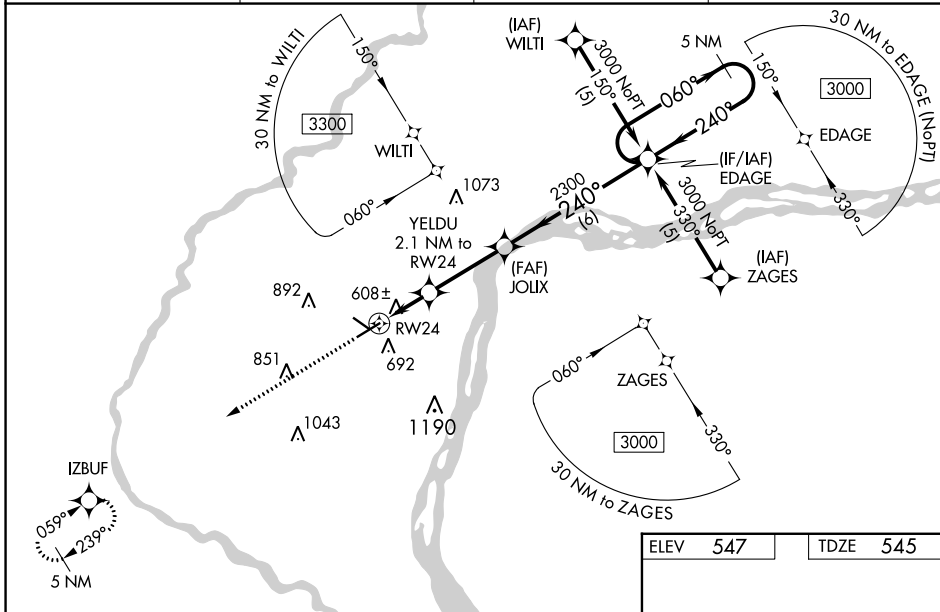 30 NM to WILTI
150°
3300
WILTI
060°
(IAF)
WILTI
3000 NoPT
150°
(5)
5 NM
060°
240°
30 NM to EDAGE (NoPT)
150°
3000
EDAGE
330°
(IF/IAF)
EDAGE
2300
240°
(6)
3000 NoPT
330°
(5)
(IAF)
ZAGES
1073
YELDU
2.1 NM to
RW24
(FAF)
JOLIX
892
608±
RW24
692
851
1043
1190
060°
ZAGES
3000
330°
30 NM to ZAGES
IZBUF
059°
239°
5 NM
ELEV 547
TDZE 545